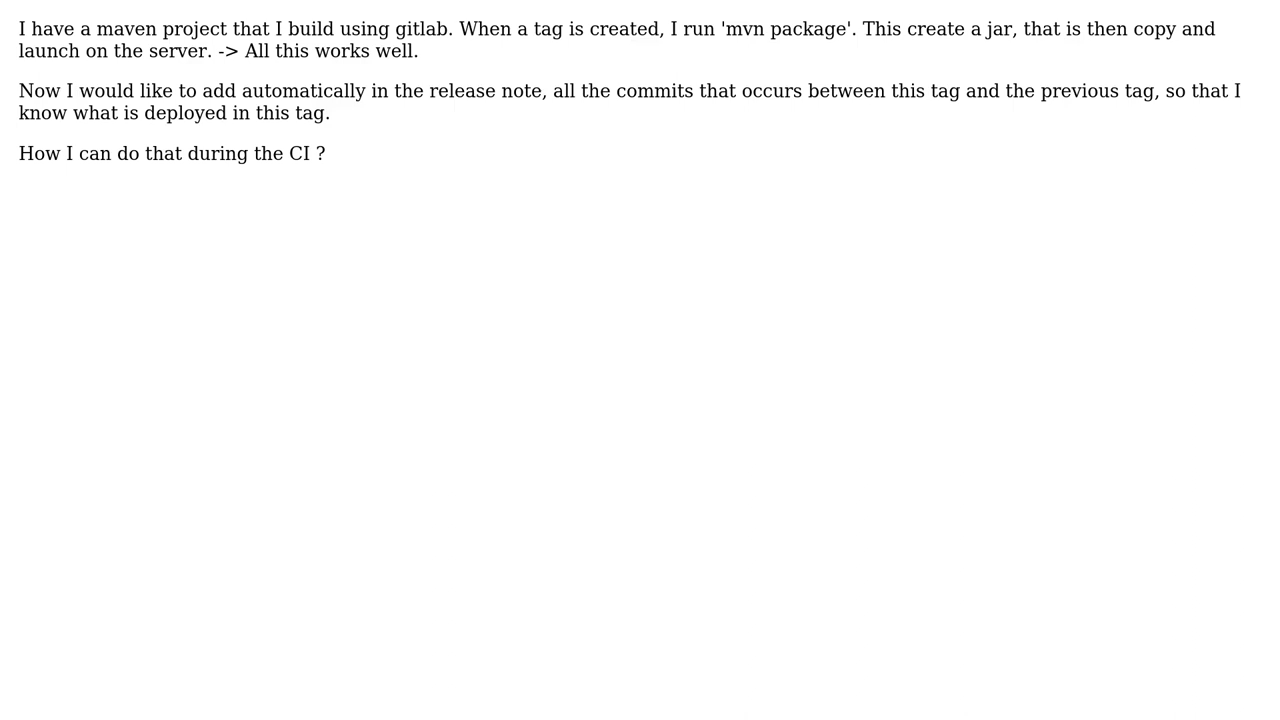 I have a maven project that I build using gitlab. When a tag is created, I run 'mvn package'. This create a jar, that is then copy and
launch on the server. -> All this works well.
Now I would like to add automatically in the release note, all the commits that occurs between this tag and the previous tag, so that I
know what is deployed in this tag.
How I can do that during the CI ?